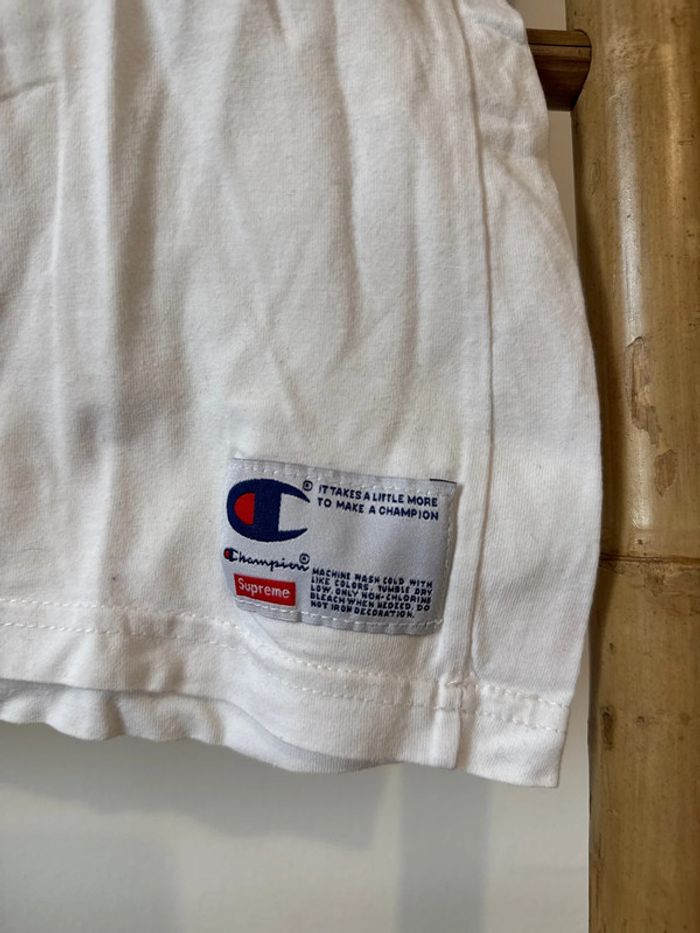 ® IT TAKES A LITTLE MORE
TO MAKE A CHAMPION
Champion®
Supreme
MACHINE WASH COLD WITH
LIKE COLORS. TUMBLE DRY
LOW. ONLY NON-CHLORINE
BLEACH WHEN NEDEED. DO
NOT IRON DECORATION.